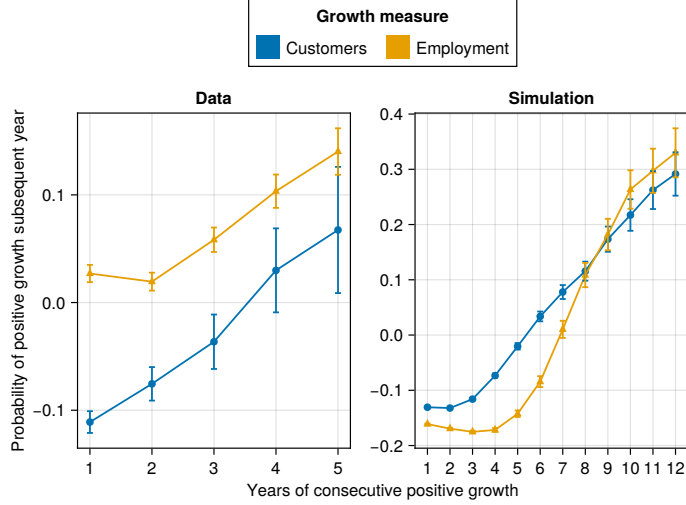 Growth measure
Customers Employment
Data
Simulation
Probability of positive growth subsequent year
0.1
0.0
−0.1
1 2 3 4 5
0.4
0.3
0.2
0.1
0.0
−0.1
−0.2
1 2 3 4 5 6 7 8 9 10 11 12
Years of consecutive positive growth